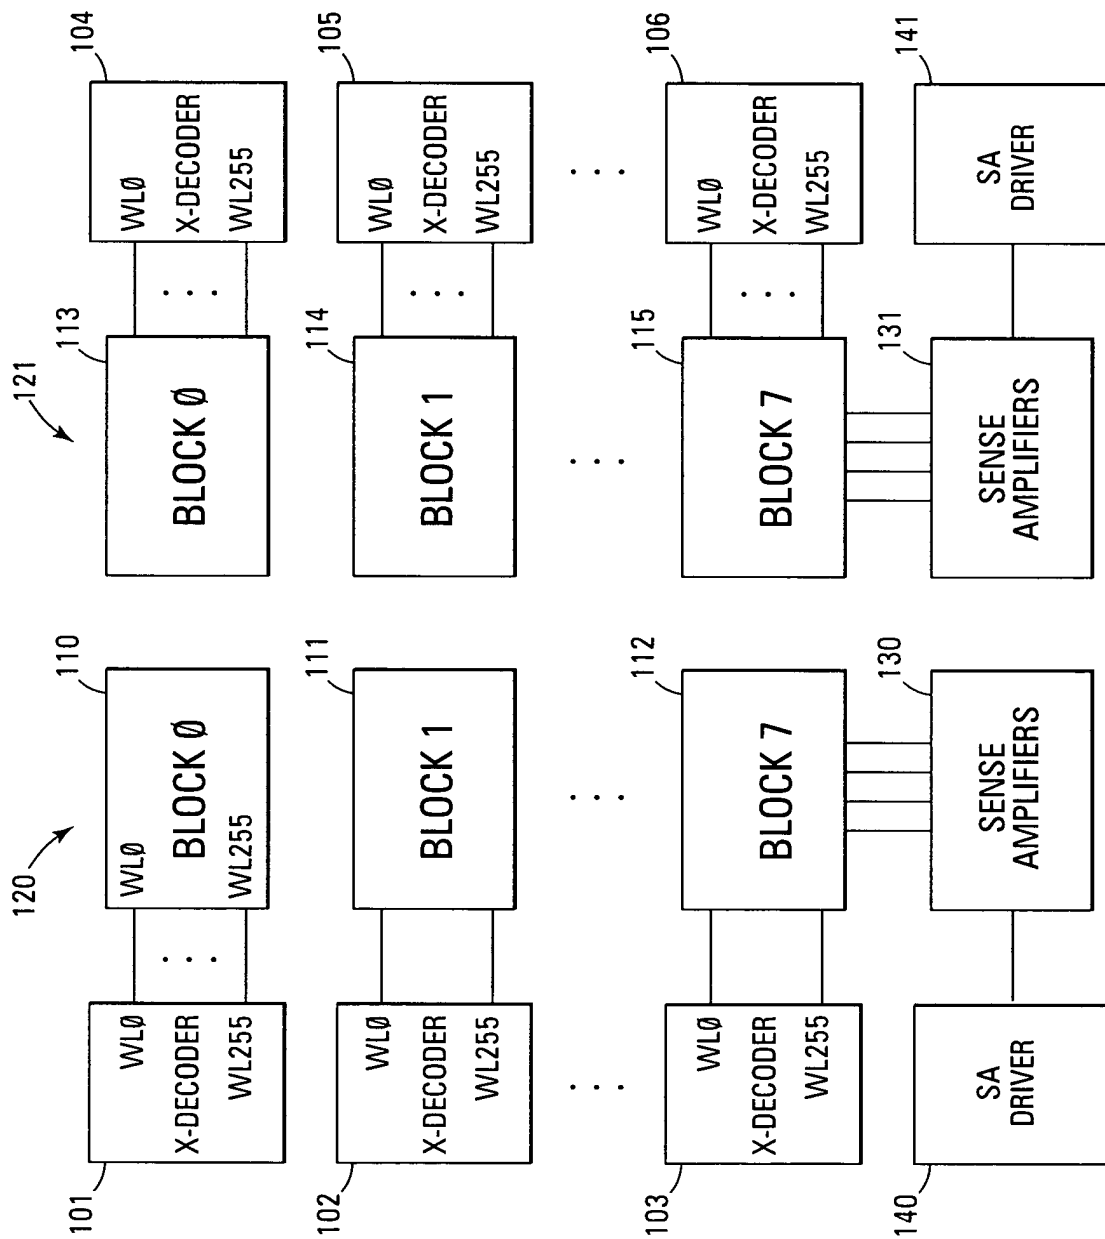 120
121
101
110
113
104
WLØ
WLØ
WLØ
X-DECODER
BLOCK Ø
BLOCK Ø
X-DECODER
WL255
WL255
WL255
102
111
114
105
WLØ
WLØ
X-DECODER
BLOCK 1
BLOCK 1
X-DECODER
WL255
WL255
103
112
115
106
WLØ
WLØ
X-DECODER
BLOCK 7
BLOCK 7
X-DECODER
WL255
WL255
140
130
131
141
SA
DRIVER
SENSE
AMPLIFIERS
SENSE
AMPLIFIERS
SA
DRIVER